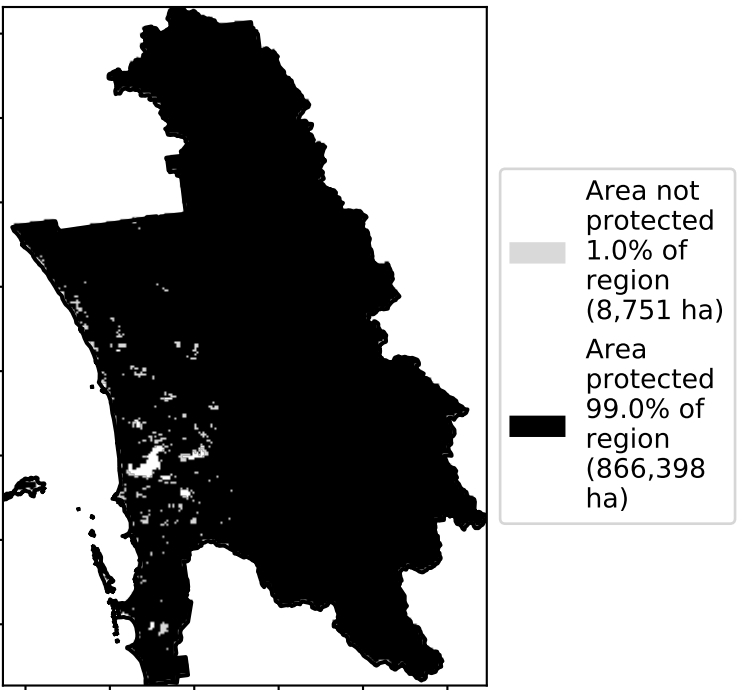 Area not
protected
1.0% of
region
(8,751 ha)
Area
protected
99.0% of
region
(866,398
ha)